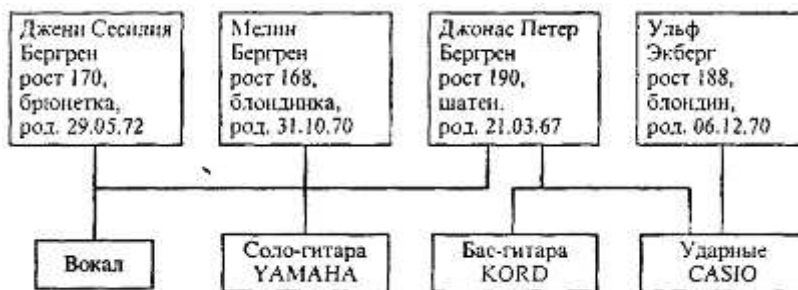 Джени Сесилия
Бергрен
рост 170,
брюнетка,
род. 29.05.72
Мелин
Бергрен
рост 168,
блондинка,
род. 31.10.70
Джонас Петер
Бергрен
рост 190,
шатен.
род. 21.03.67
Ульф
Экберг
рост 188,
блондин,
род. 06.12.70
Вокал
Соло-гитара
YAMAHA
Бас-гитара
KORD
Ударные
CASIO